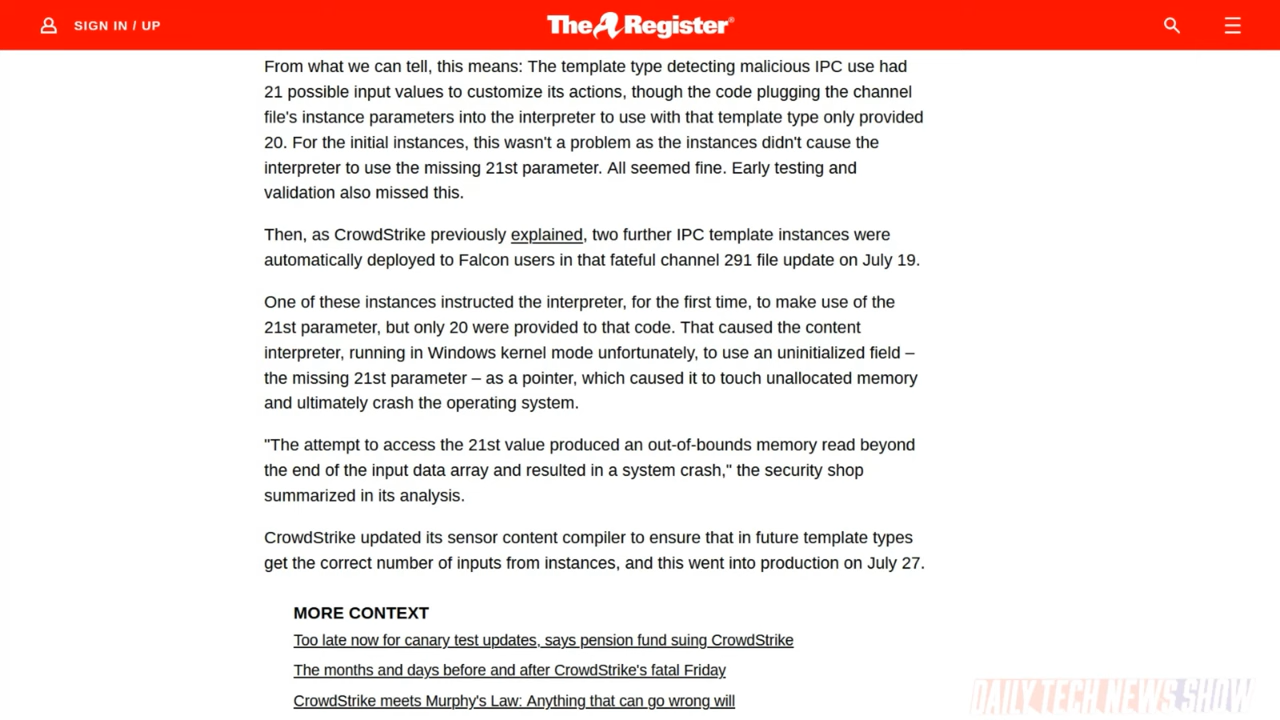 SIGN IN / UP
The Register®
From what we can tell, this means: The template type detecting malicious IPC use had
21 possible input values to customize its actions, though the code plugging the channel
file's instance parameters into the interpreter to use with that template type only provided
20. For the initial instances, this wasn't a problem as the instances didn't cause the
interpreter to use the missing 21st parameter. All seemed fine. Early testing and
validation also missed this.
Then, as CrowdStrike previously explained, two further IPC template instances were
automatically deployed to Falcon users in that fateful channel 291 file update on July 19.
One of these instances instructed the interpreter, for the first time, to make use of the
21st parameter, but only 20 were provided to that code. That caused the content
interpreter, running in Windows kernel mode unfortunately, to use an uninitialized field –
the missing 21st parameter – as a pointer, which caused it to touch unallocated memory
and ultimately crash the operating system.
"The attempt to access the 21st value produced an out-of-bounds memory read beyond
the end of the input data array and resulted in a system crash," the security shop
summarized in its analysis.
CrowdStrike updated its sensor content compiler to ensure that in future template types
get the correct number of inputs from instances, and this went into production on July 27.
MORE CONTEXT
Too late now for canary test updates, says pension fund suing CrowdStrike
The months and days before and after CrowdStrike's fatal Friday
CrowdStrike meets Murphy's Law: Anything that can go wrong will
DAILY TECH NEWS SHOW